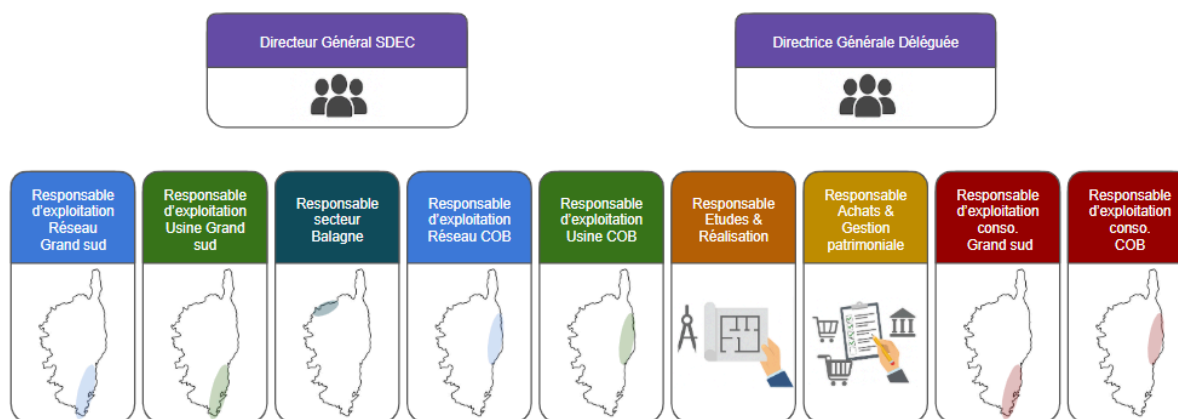 Directeur Général SDEC
Directrice Générale Déléguée
Responsable
d'exploitation
Réseau
Grand sud
Responsable
d'exploitation
Usine Grand
sud
Responsable
secteur
Balagne
Responsable
d'exploitation
Réseau COB
Responsable
d'exploitation
Usine COB
Responsable
Etudes &
Réalisation
Responsable
Achats &
Gestion
patrimoniale
Responsable
d'exploitation
conso.
Grand sud
Responsable
d'exploitation
conso.
COB